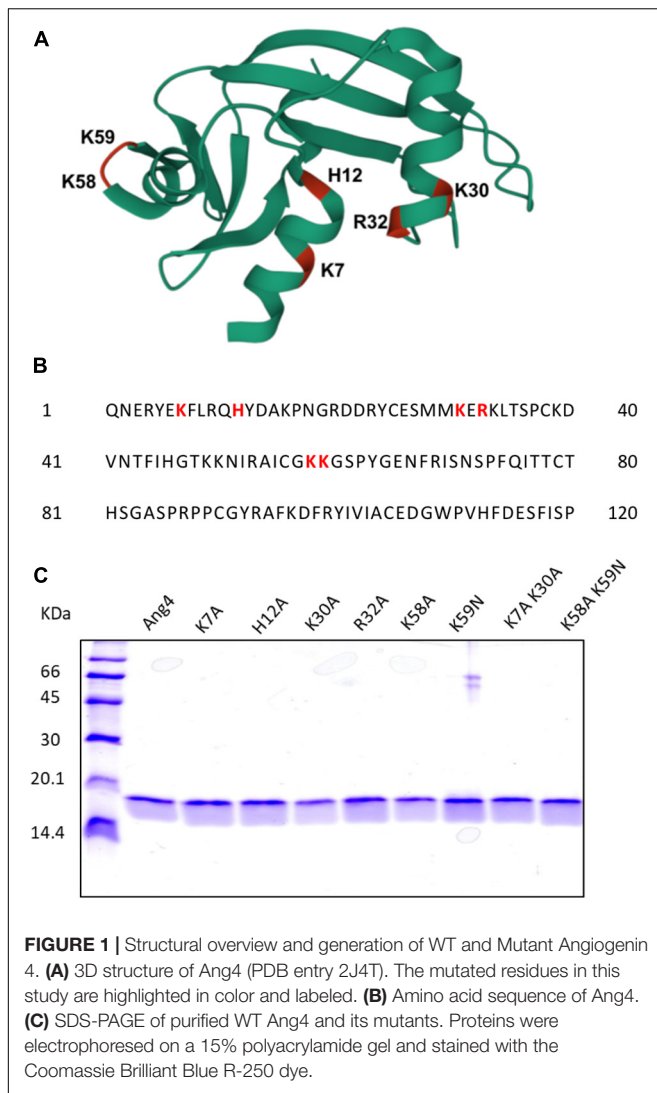 A
K59
K58
H12
K30
R32
K7
B
1 QNERYEKFLRQHYDAKPNGRDDRYCESMMKERKLTSPCKD 40
41 VNTFIHGTKKNIRAICGKKGSPYGENFRISNSPFQITTCT 80
81 HSGASPRPPCGYRAFKDFRYIVIACEDGWPVHFDESFISP 120
C
KDa
Ang4 K7A H12A K30A R32A K58A K59N K7A K30A K58A K59N
66
45
30
20.1
14.4
FIGURE 1 | Structural overview and generation of WT and Mutant Angiogenin
4. (A) 3D structure of Ang4 (PDB entry 2J4T). The mutated residues in this
study are highlighted in color and labeled. (B) Amino acid sequence of Ang4.
(C) SDS-PAGE of purified WT Ang4 and its mutants. Proteins were
electrophoresed on a 15% polyacrylamide gel and stained with the
Coomassie Brilliant Blue R-250 dye.